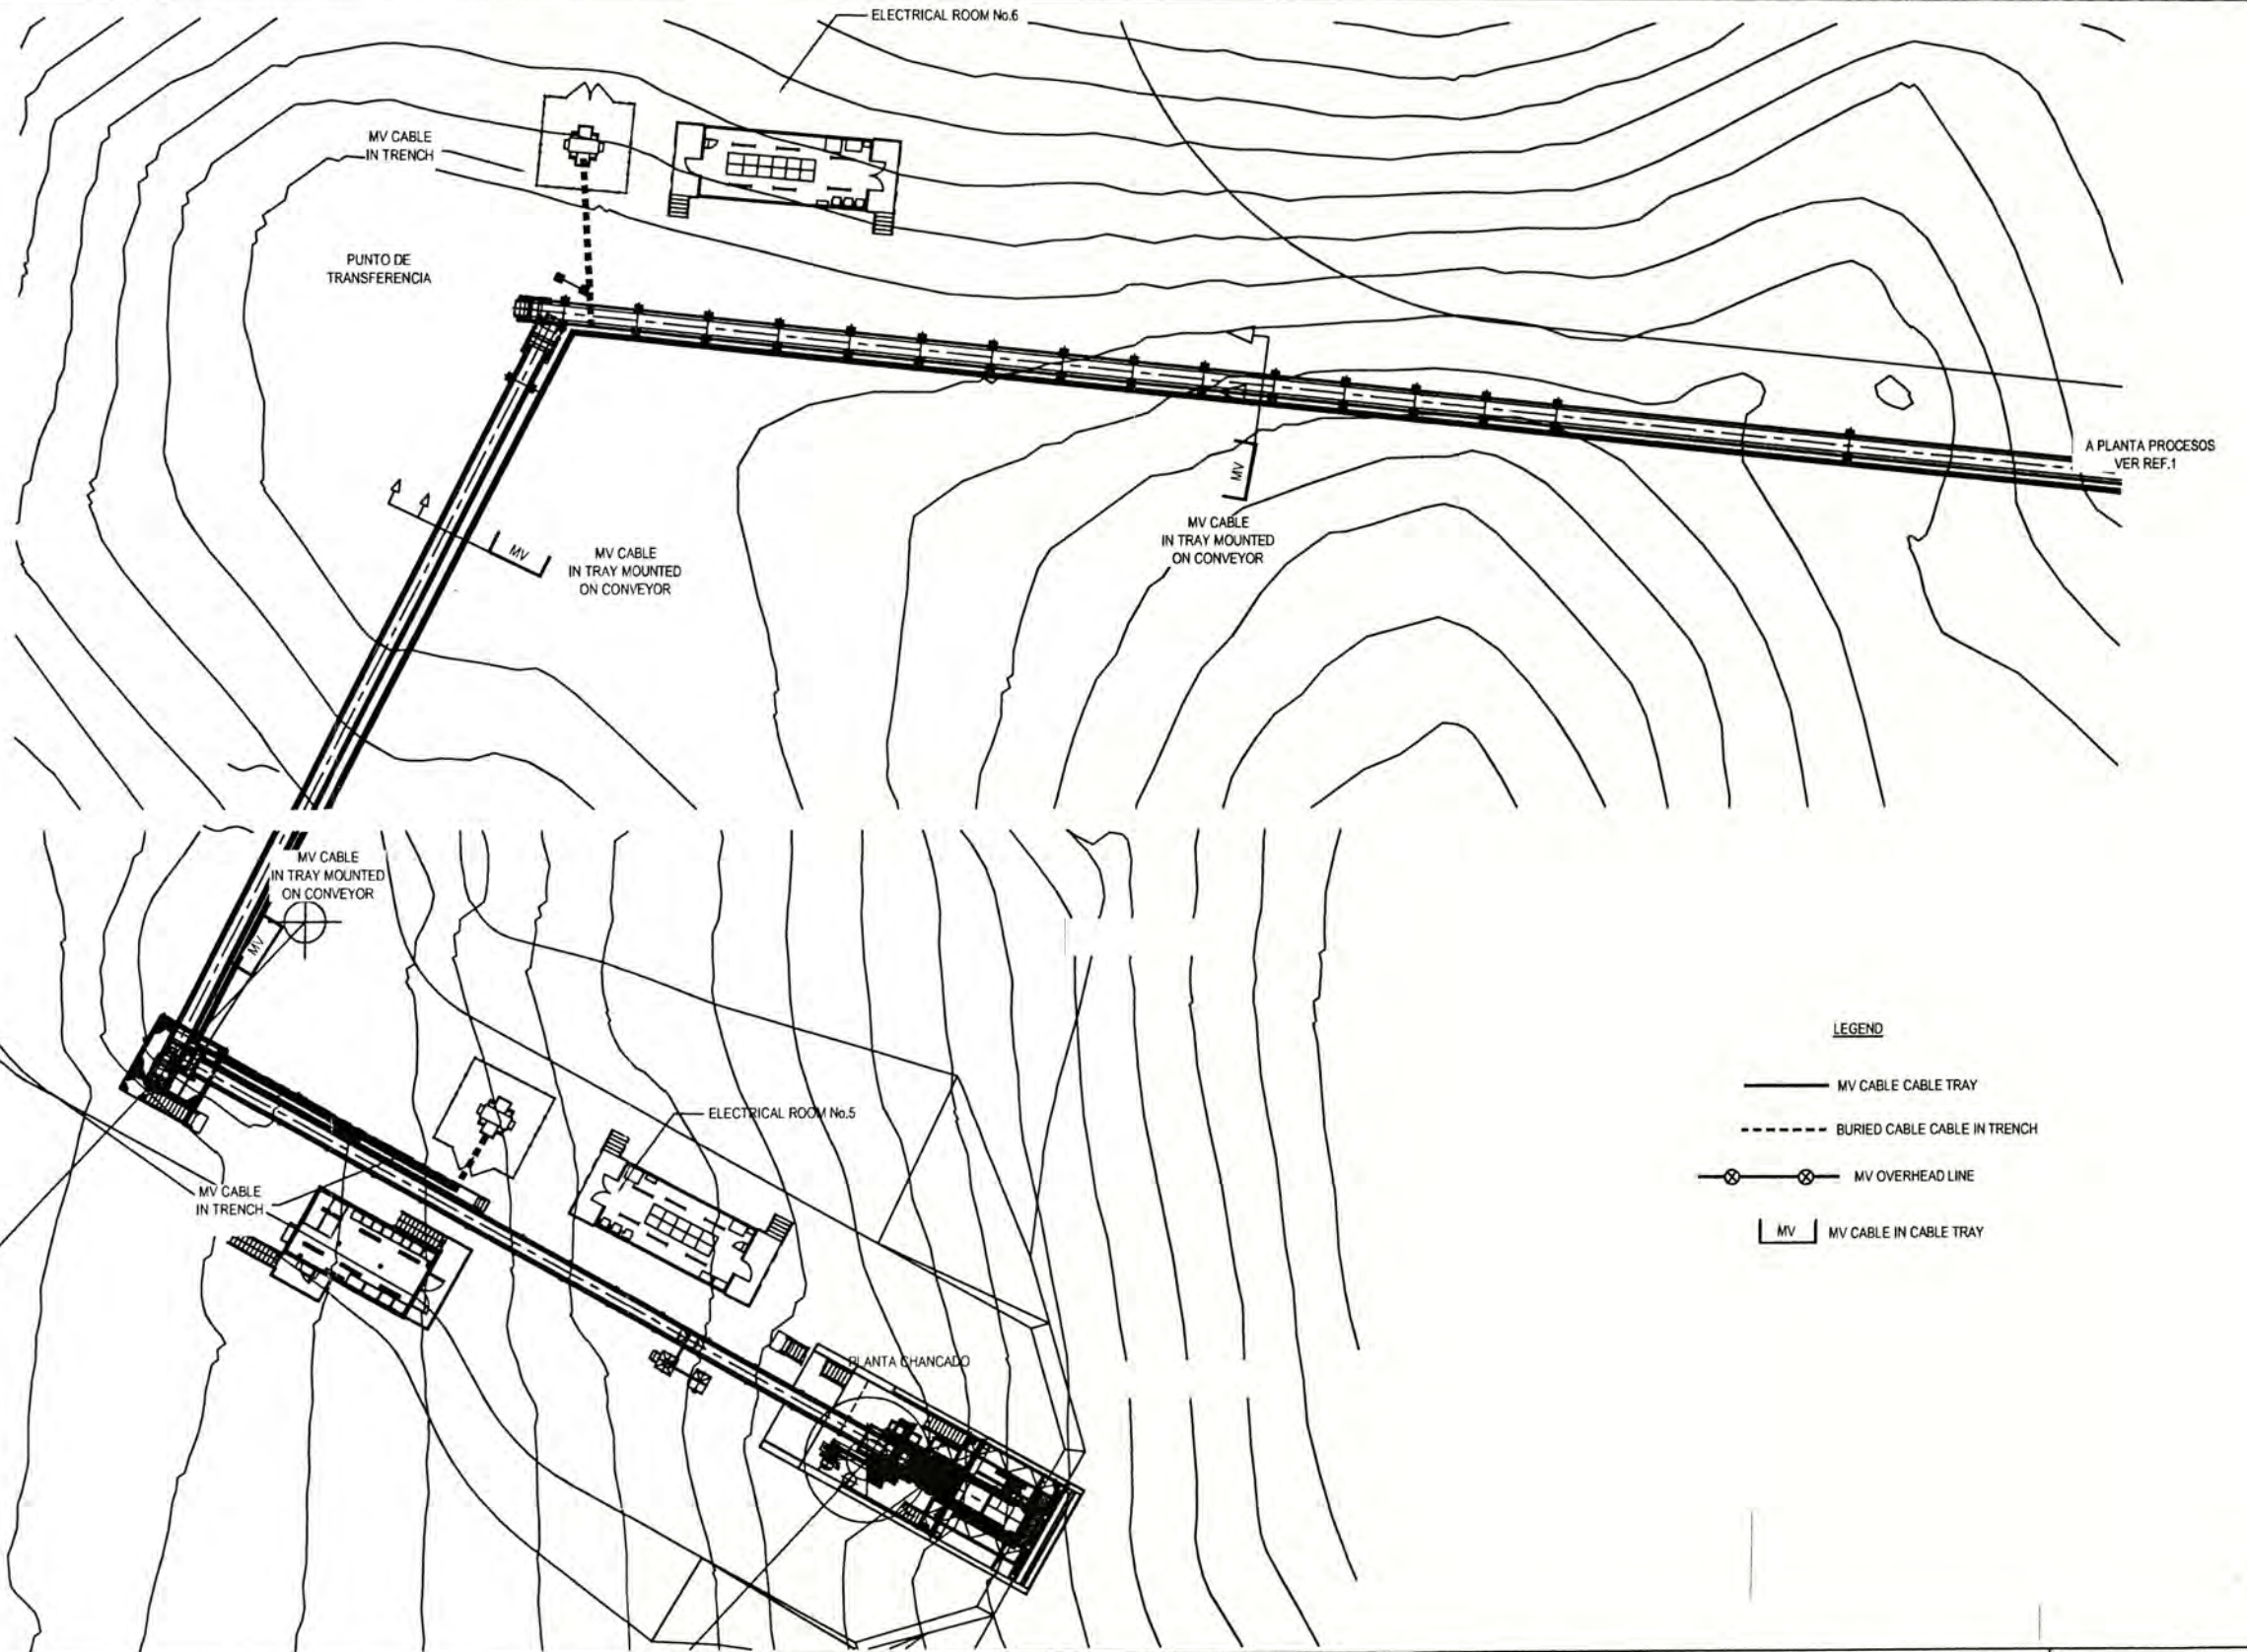 ELECTRICAL ROOM No.6
MV CABLE
IN TRENCH
PUNTO DE
TRANSFERENCIA
A PLANTA PROCESOS
VER REF.1
MV
MV CABLE
IN TRAY MOUNTED
ON CONVEYOR
MV
MV CABLE
IN TRAY MOUNTED
ON CONVEYOR
MV CABLE
IN TRAY MOUNTED
ON CONVEYOR
MV
ELECTRICAL ROOM No.5
MV CABLE
IN TRENCH
PLANTA CHANCADO
LEGEND
MV CABLE CABLE TRAY
BURIED CABLE CABLE IN TRENCH
MV OVERHEAD LINE
MV MV CABLE IN CABLE TRAY